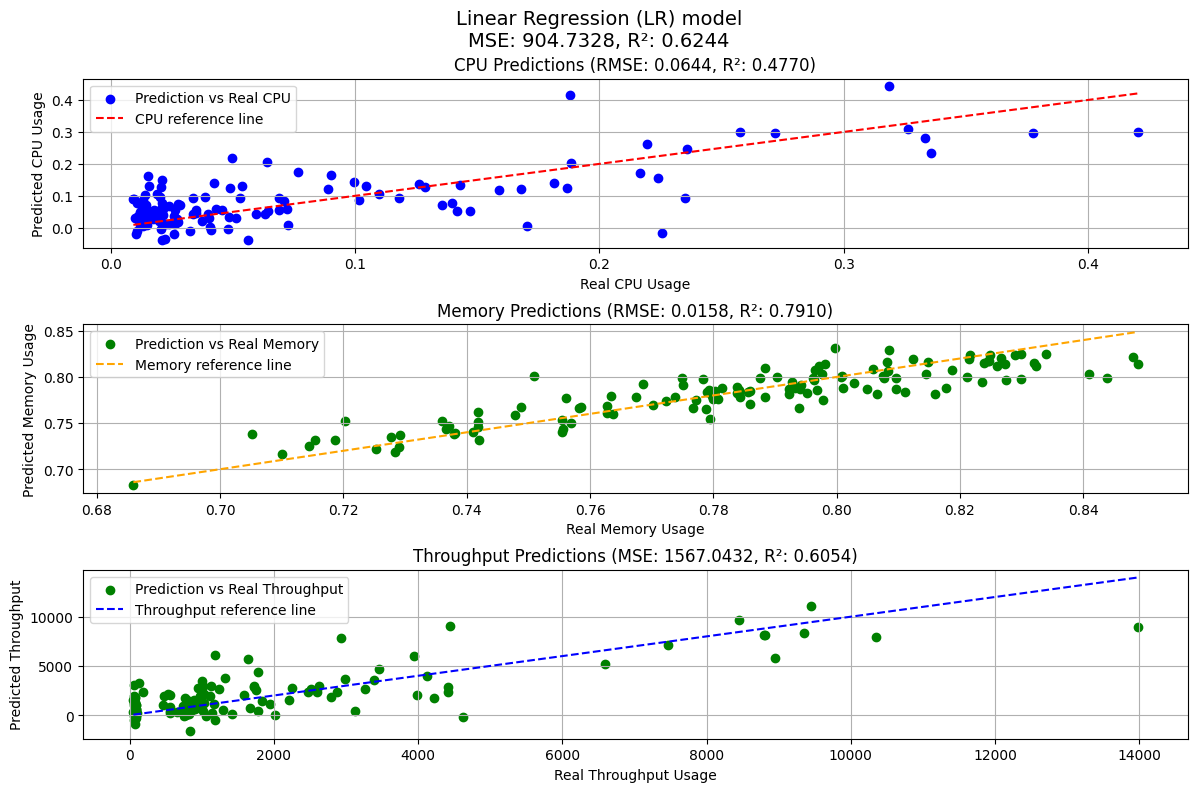 Linear Regression (LR) model
MSE: 904.7328, R²: 0.6244
CPU Predictions (RMSE: 0.0644, R²: 0.4770)
Predicted CPU Usage
0.4
0.3
0.2
0.1
0.0
Prediction vs Real CPU
CPU reference line
0.0 0.1 0.2 0.3 0.4
Real CPU Usage
Memory Predictions (RMSE: 0.0158, R²: 0.7910)
Predicted Memory Usage
0.85
0.80
0.75
0.70
Prediction vs Real Memory
Memory reference line
0.68 0.70 0.72 0.74 0.76 0.78 0.80 0.82 0.84
Real Memory Usage
Throughput Predictions (MSE: 1567.0432, R²: 0.6054)
Predicted Throughput
10000
5000
0
Prediction vs Real Throughput
Throughput reference line
0 2000 4000 6000 8000 10000 12000 14000
Real Throughput Usage